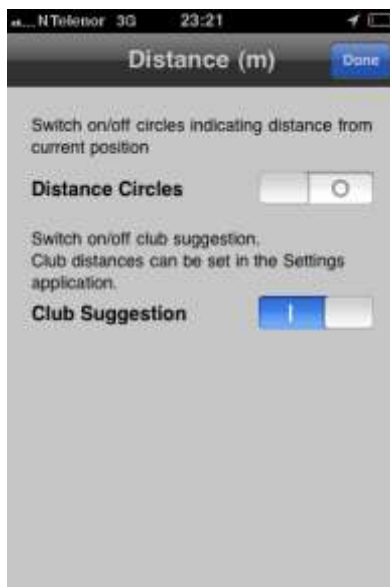 N Telenor 3G 23:21
Distance (m) Done
Switch on/off circles indicating distance from
current position
Distance Circles
Switch on/off club suggestion.
Club distances can be set in the Settings
application.
Club Suggestion